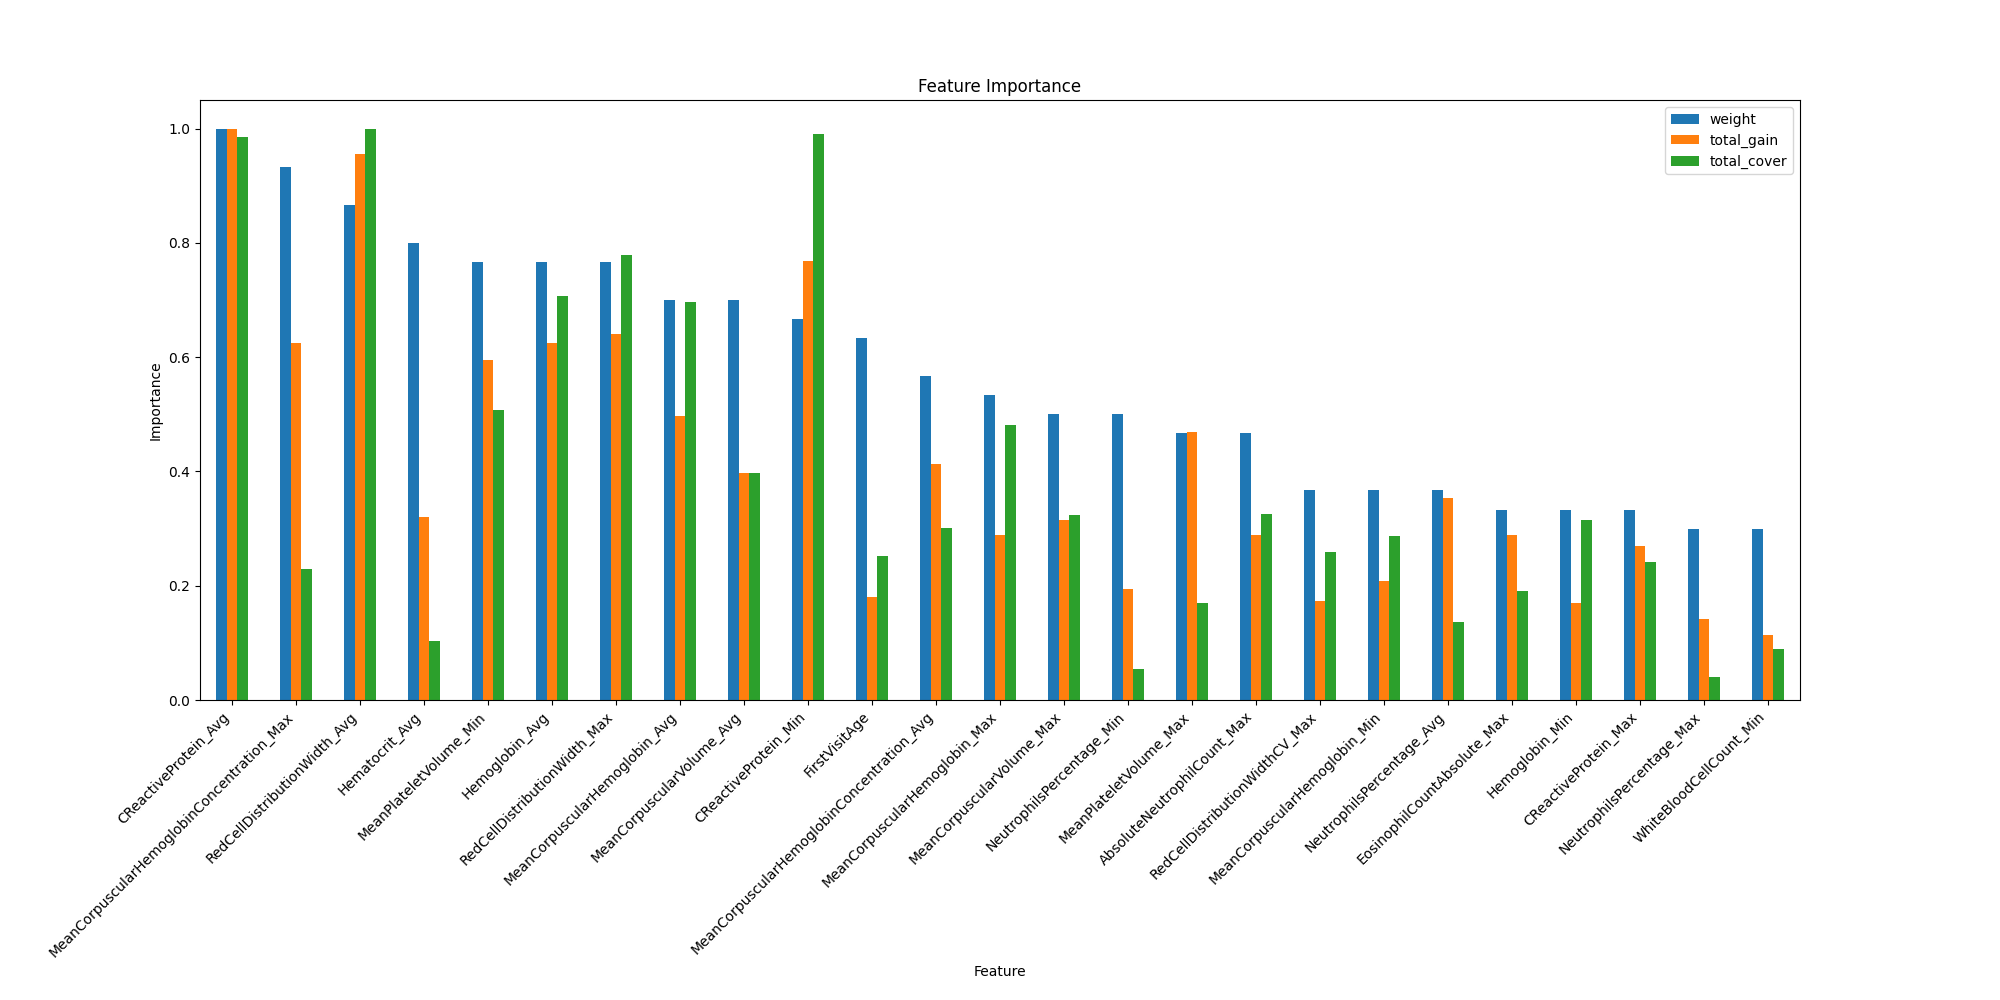 Feature Importance
weight
total_gain
total_cover
Importance
1.0
0.8
0.6
0.4
0.2
0.0
CReactiveProtein_Avg
MeanCorpuscularHemoglobinConcentration_Max
RedCellDistributionWidth_Avg
Hematocrit_Avg
MeanPlateletVolume_Min
Hemoglobin_Avg
RedCellDistributionWidth_Max
MeanCorpuscularHemoglobin_Avg
MeanCorpuscularVolume_Avg
CReactiveProtein_Min
FirstVisitAge
MeanCorpuscularHemoglobinConcentration_Avg
MeanCorpuscularHemoglobin_Max
MeanCorpuscularVolume_Max
NeutrophilsPercentage_Min
MeanPlateletVolume_Max
AbsoluteNeutrophilCount_Max
RedCellDistributionWidthCV_Max
MeanCorpuscularHemoglobin_Min
NeutrophilsPercentage_Avg
EosinophilCountAbsolute_Max
Hemoglobin_Min
CReactiveProtein_Max
NeutrophilsPercentage_Max
WhiteBloodCellCount_Min
Feature